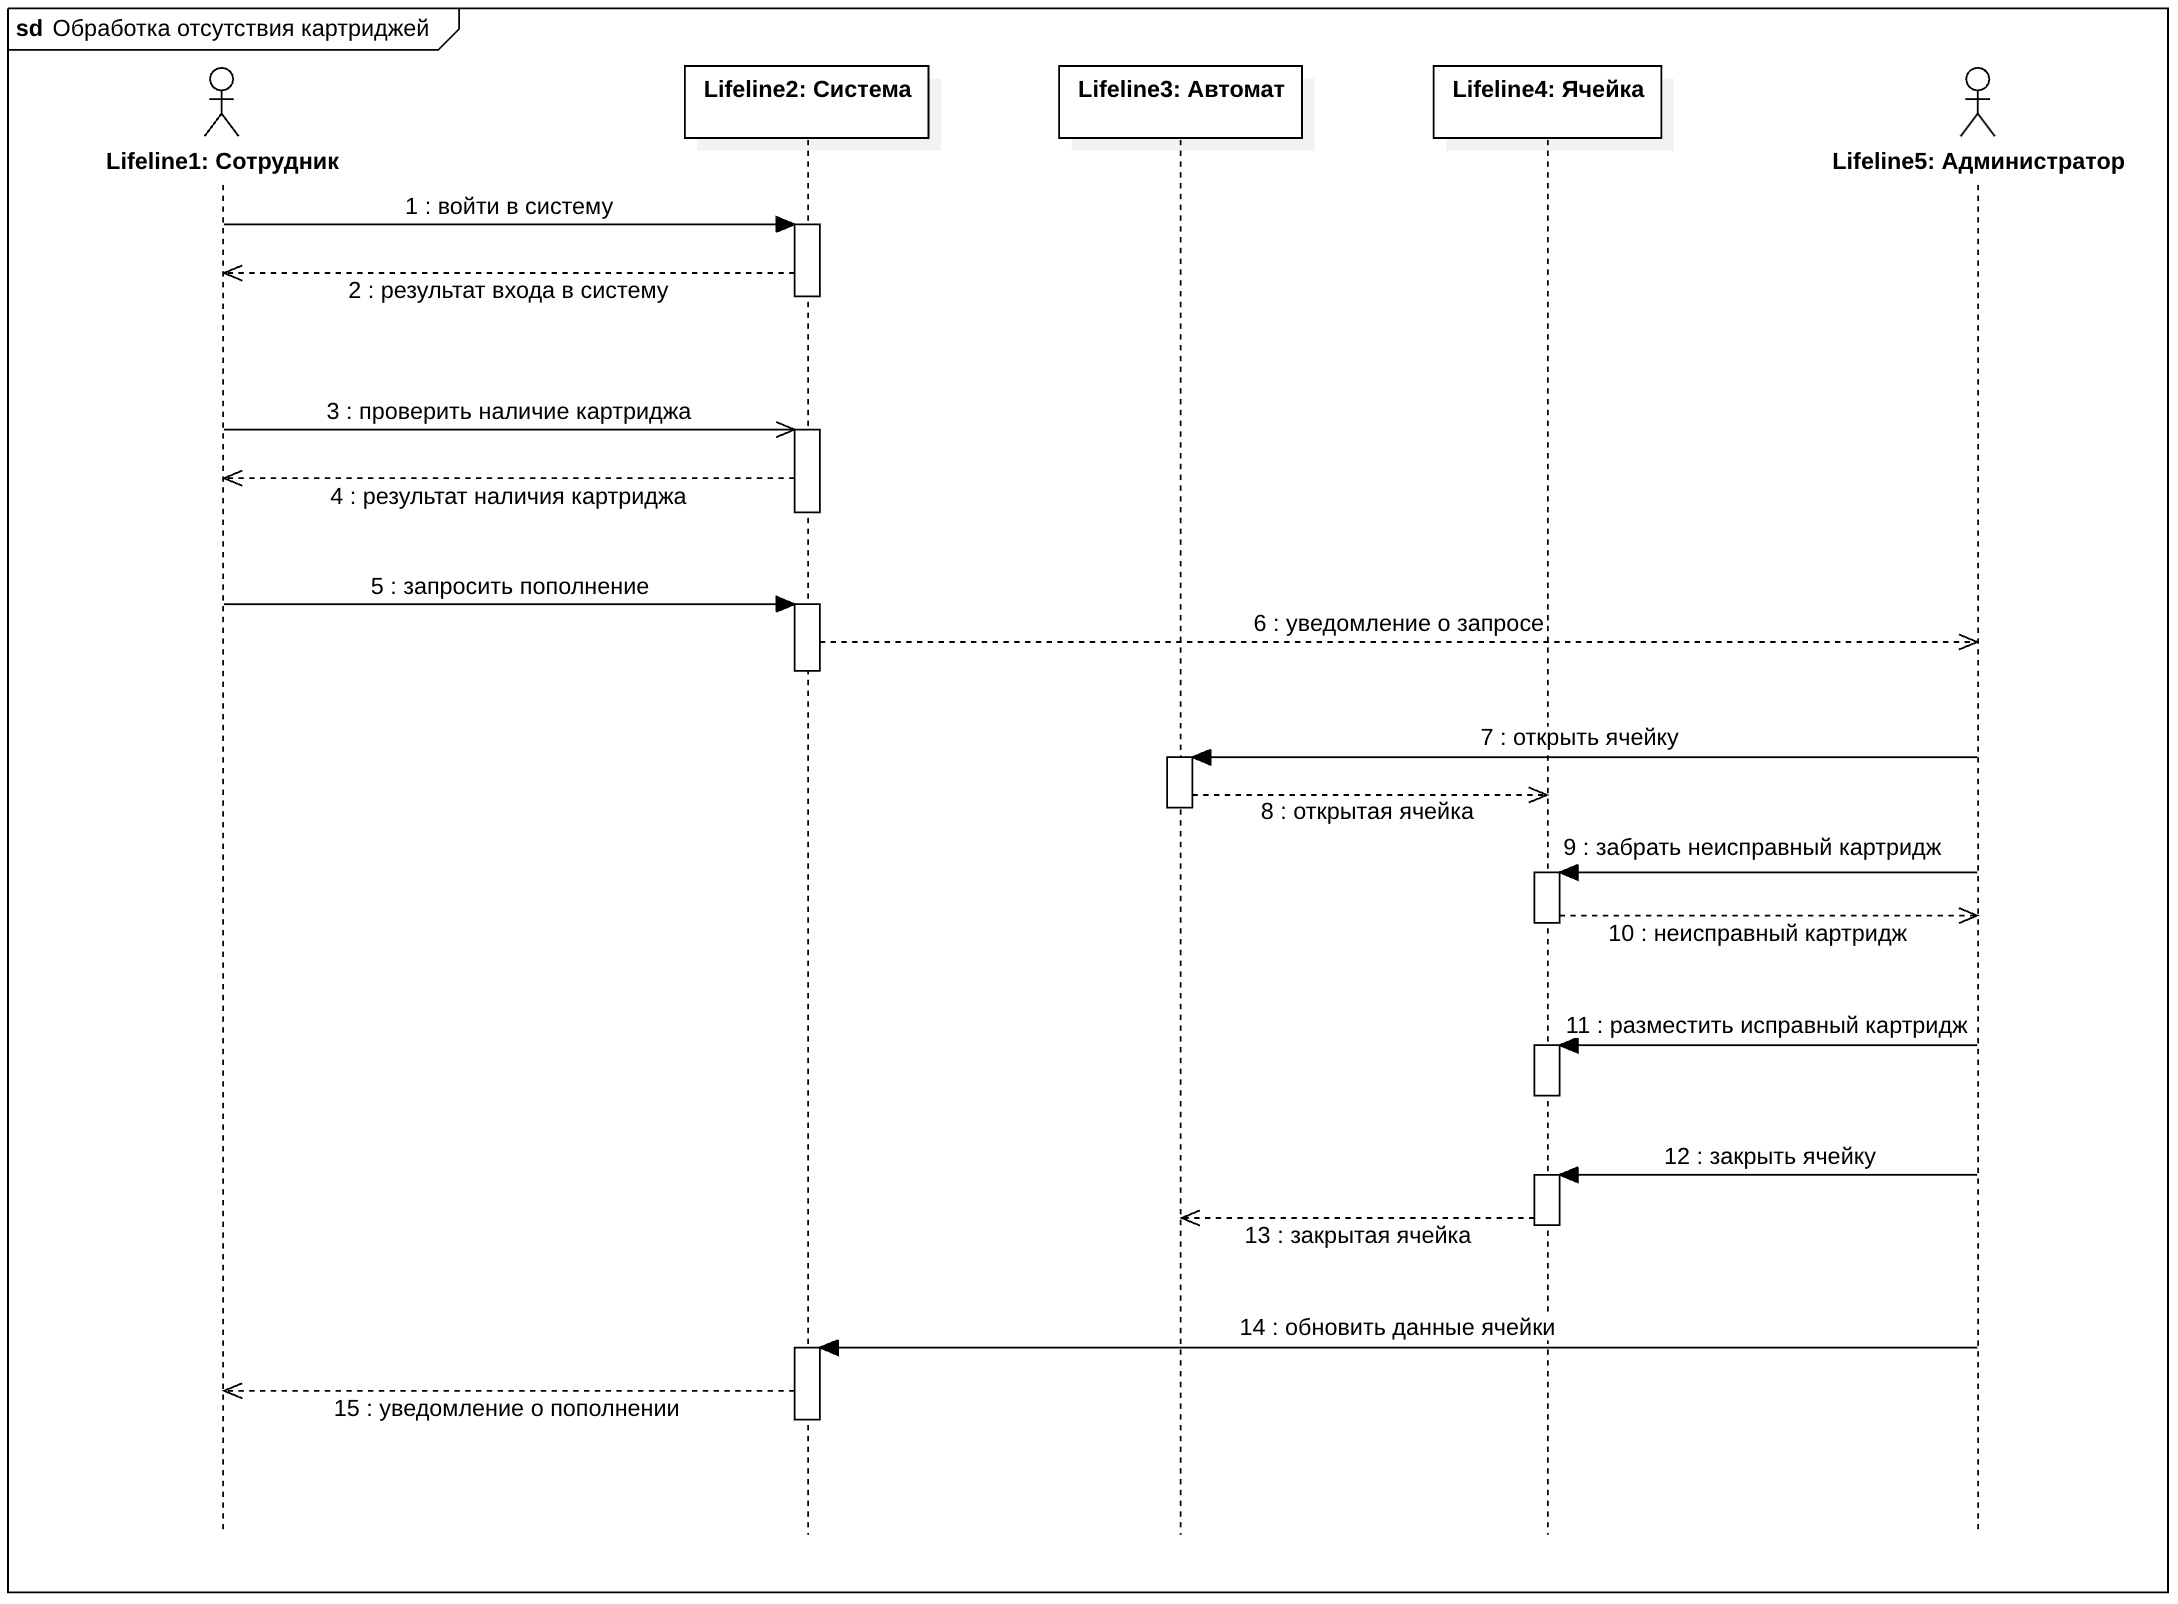 sd Обработка отсутствия картриджей
Lifeline2: Система
Lifeline3: Автомат
Lifeline4: Ячейка
Lifeline1: Сотрудник
Lifeline5: Администратор
1 : войти в систему
2 : результат входа в систему
3 : проверить наличие картриджа
4 : результат наличия картриджа
5 : запросить пополнение
6 : уведомление о запросе
7 : открыть ячейку
8 : открытая ячейка
9 : забрать неисправный картридж
10 : неисправный картридж
11 : разместить исправный картридж
12 : закрыть ячейку
13 : закрытая ячейка
14 : обновить данные ячейки
15 : уведомление о пополнении